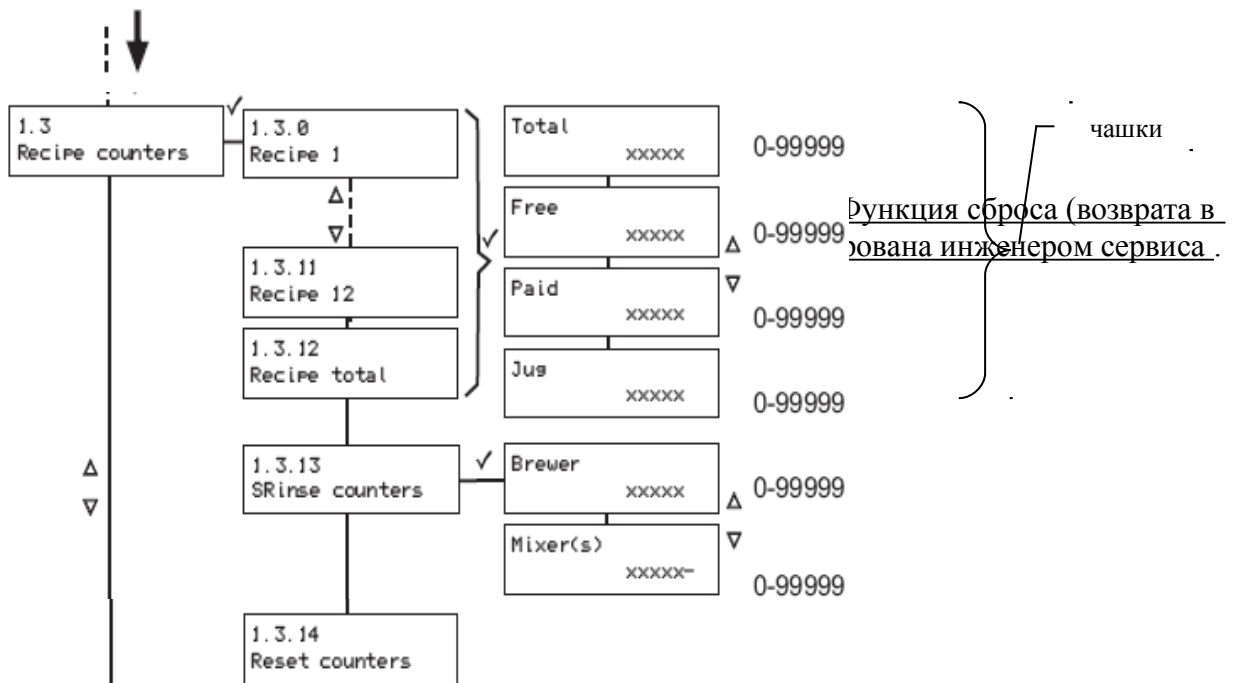 1.3
Recipe counters
1.3.0
Recipe 1
1.3.11
Recipe 12
1.3.12
Recipe total
1.3.13
SRinse counters
1.3.14
Reset counters
Total
xxxxx
0-99999
Free
xxxxx
0-99999
Paid
xxxxx
0-99999
Jug
xxxxx
0-99999
Brewer
xxxxx
0-99999
Mixer(s)
xxxxx-
0-99999
чашки
Функция сброса (возврата в
инженером сервиса .